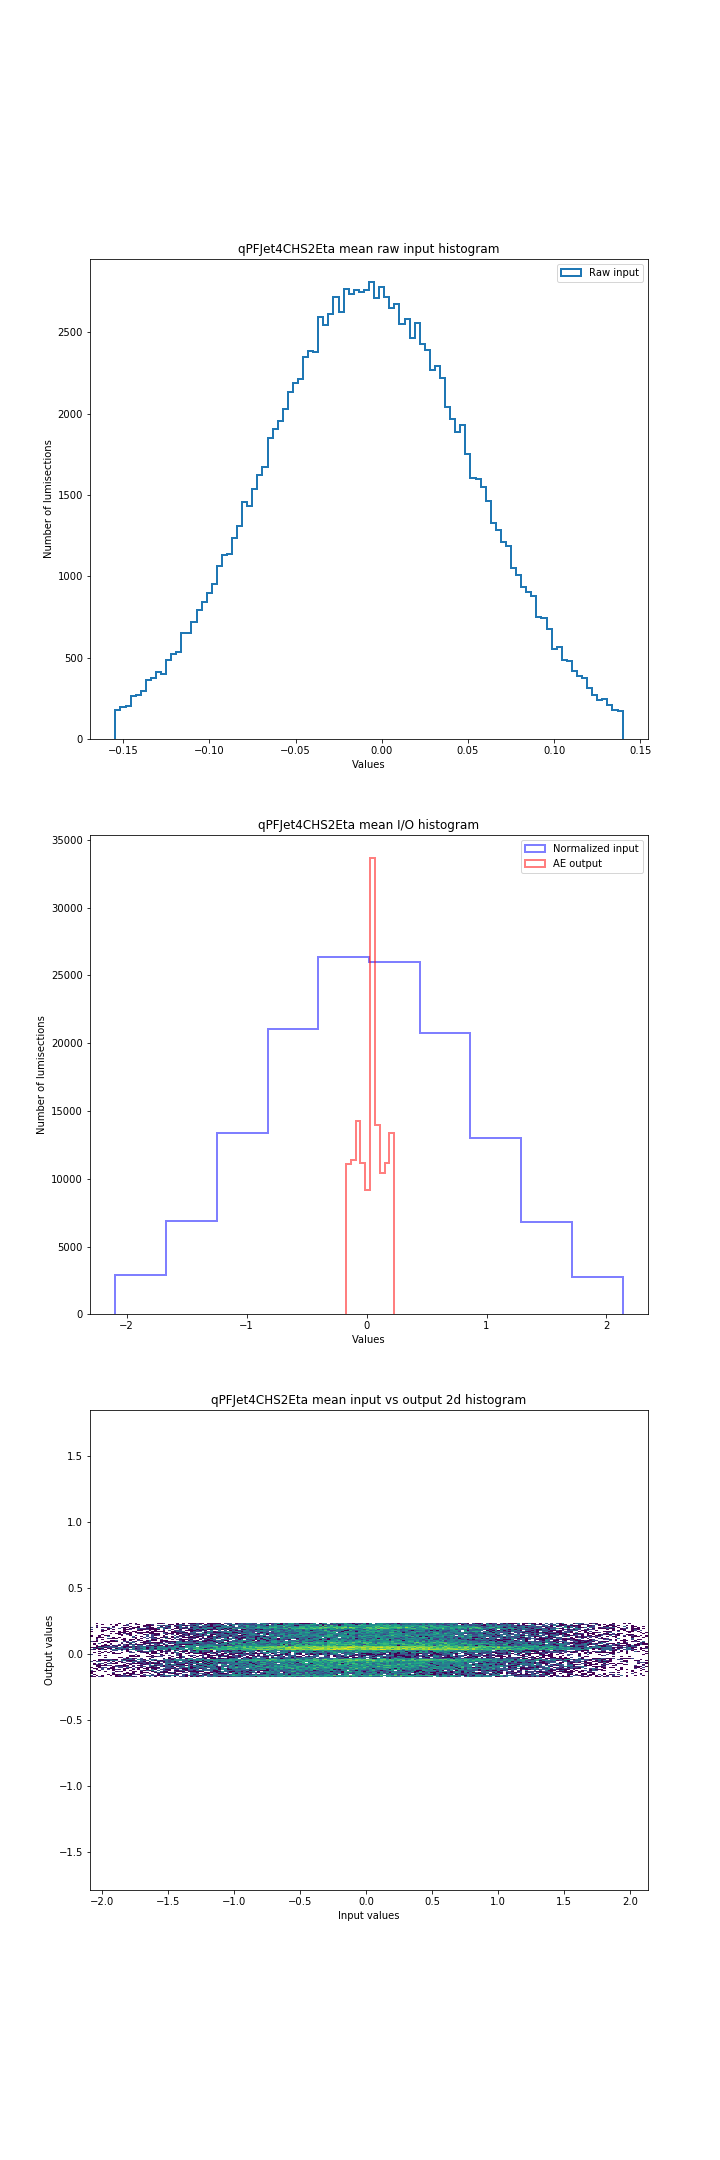 qPFJet4CHS2Eta mean raw input histogram
Raw input
2500
2000
1500
1000
500
0
Number of lumisections
−0.15 −0.10 −0.05 0.00 0.05 0.10 0.15
Values
qPFJet4CHS2Eta mean I/O histogram
Normalized input
AE output
35000
30000
25000
20000
15000
10000
5000
0
Number of lumisections
−2 −1 0 1 2
Values
qPFJet4CHS2Eta mean input vs output 2d histogram
1.5
1.0
0.5
0.0
−0.5
−1.0
−1.5
Output values
−2.0 −1.5 −1.0 −0.5 0.0 0.5 1.0 1.5 2.0
Input values